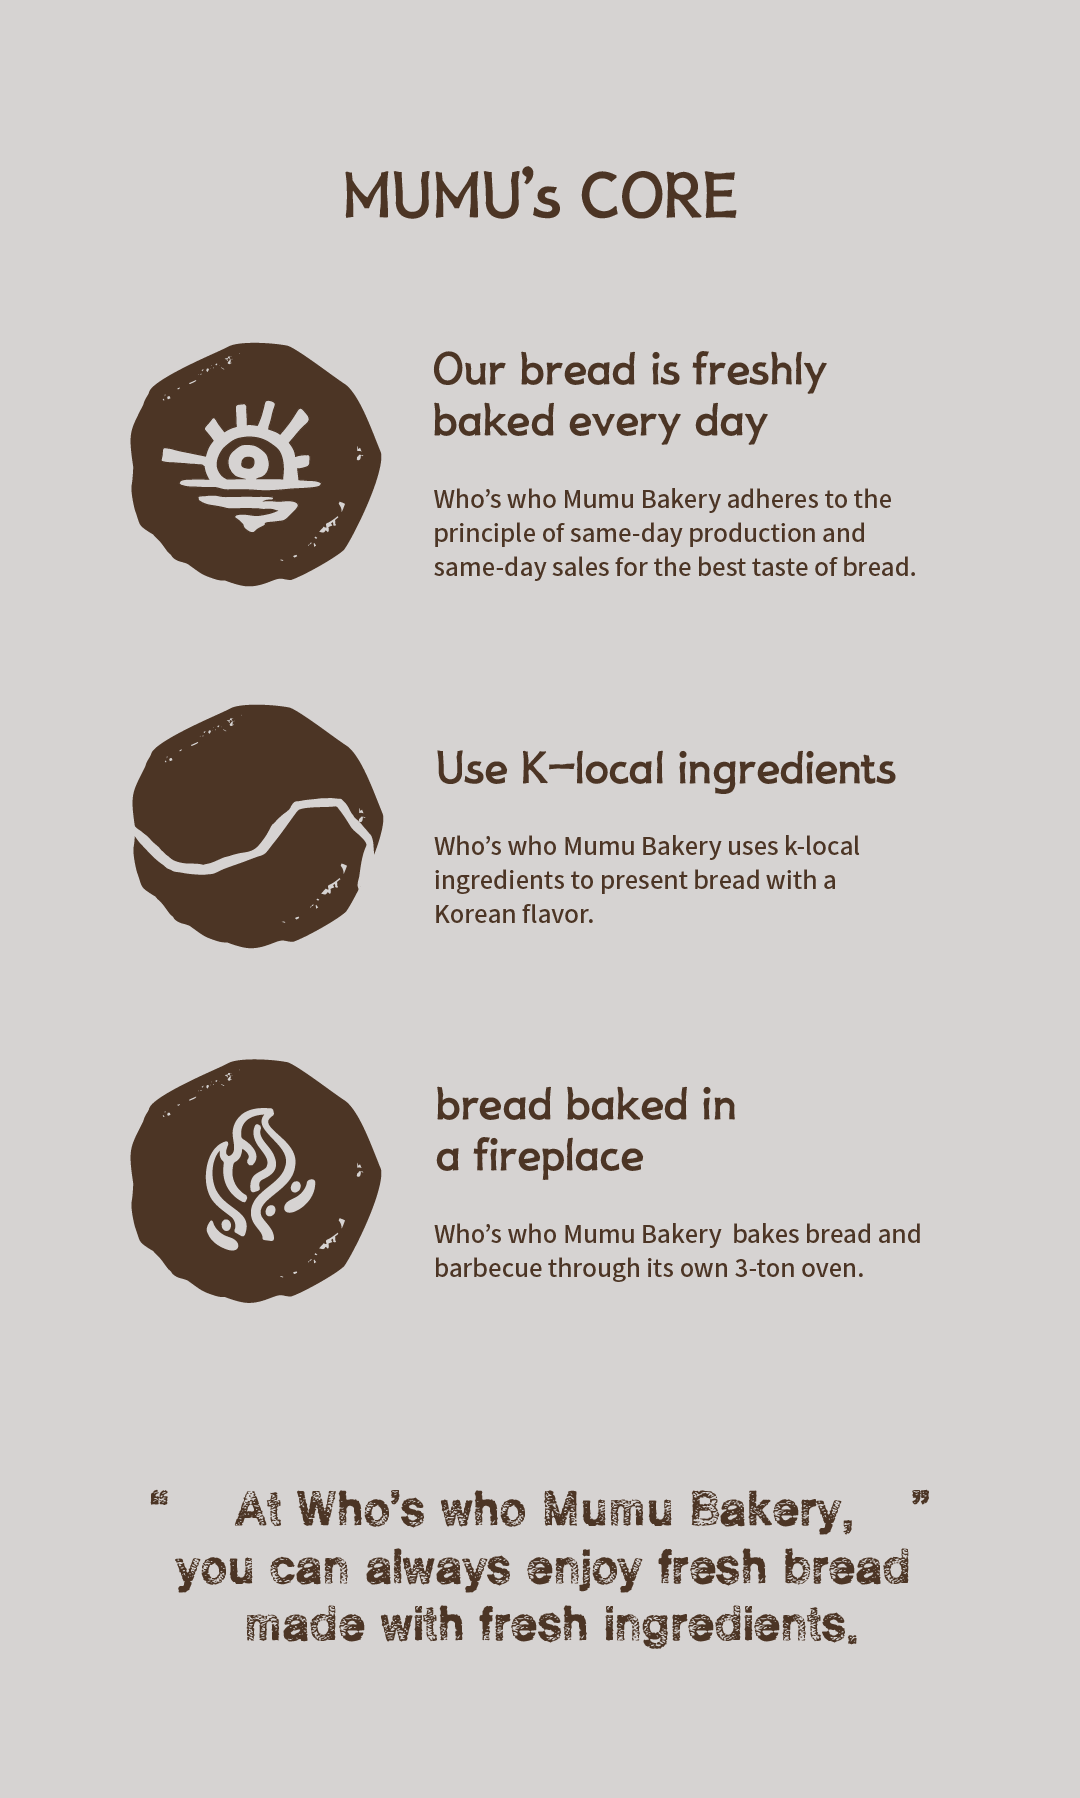 MUMU’s CORE
Our bread is freshly
baked every day
Who’s who Mumu Bakery adheres to the
principle of same-day production and
same-day sales for the best taste of bread.
Use K–local ingredients
Who’s who Mumu Bakery uses k-local
ingredients to present bread with a
Korean flavor.
bread baked in
a fireplace
Who’s who Mumu Bakery  bakes bread and
barbecue through its own 3-ton oven.
“ At Who’s who Mumu Bakery, ”
you can always enjoy fresh bread
made with fresh ingredients.